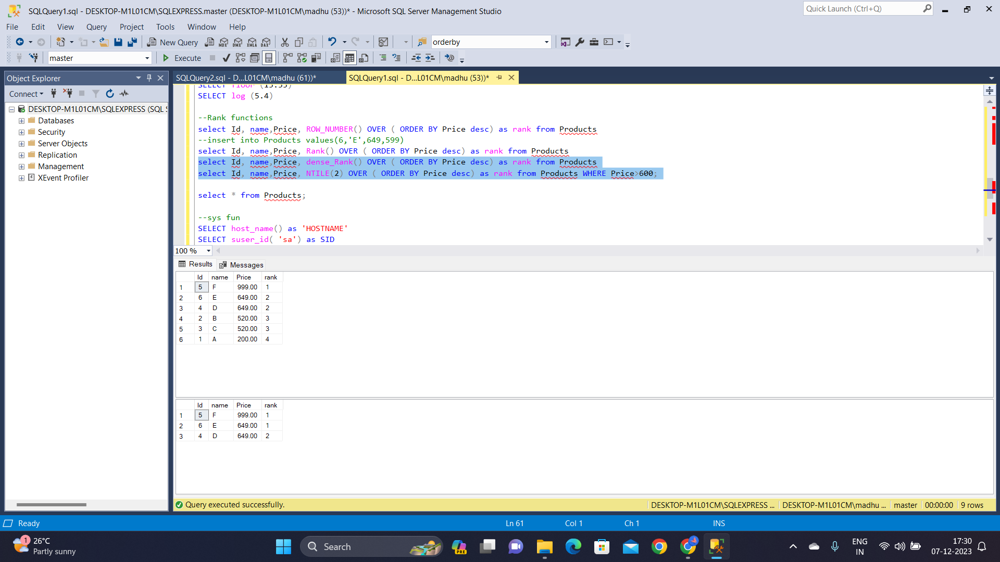 SQLQuery1.sql - DESKTOP-M1L01CM\SQLEXPRESS.master (DESKTOP-M1L01CM\madhu (53))* - Microsoft SQL Server Management Studio
Quick Launch (Ctrl+Q)
File Edit View Query Project Tools Window Help
New Query MDX DMX XMLA DAX orderby
master Execute
Object Explorer
SQLQuery2.sql - D...L01CM\madhu (61))*
SQLQuery1.sql - D...L01CM\madhu (53))*
Connect
DESKTOP-M1L01CM\SQLEXPRESS (SQL S
Databases
Security
Server Objects
Replication
Management
XEvent Profiler
SELECT floor (15.55)
SELECT log (5.4)
--Rank functions
select Id, name,Price, ROW_NUMBER() OVER ( ORDER BY Price desc) as rank from Products
--insert into Products values(6,'E',649,599)
select Id, name,Price, Rank() OVER ( ORDER BY Price desc) as rank from Products
select Id, name,Price, dense_Rank() OVER ( ORDER BY Price desc) as rank from Products
select Id, name,Price, NTILE(2) OVER ( ORDER BY Price desc) as rank from Products WHERE Price>600;
select * from Products;
--sys fun
SELECT host_name() as 'HOSTNAME'
SELECT suser_id( 'sa') as SID
100 %
Results Messages
Id name Price rank
1 5 F 999.00 1
2 6 E 649.00 2
3 4 D 649.00 2
4 2 B 520.00 3
5 3 C 520.00 3
6 1 A 200.00 4
Id name Price rank
1 5 F 999.00 1
2 6 E 649.00 1
3 4 D 649.00 2
Query executed successfully.
DESKTOP-M1L01CM\SQLEXPRESS ... DESKTOP-M1L01CM\madhu ... master 00:00:00 9 rows
Ready Ln 61 Col 1 Ch 1 INS
1
26°C
Partly sunny
Search
PRE
ENG
IN
17:30
07-12-2023